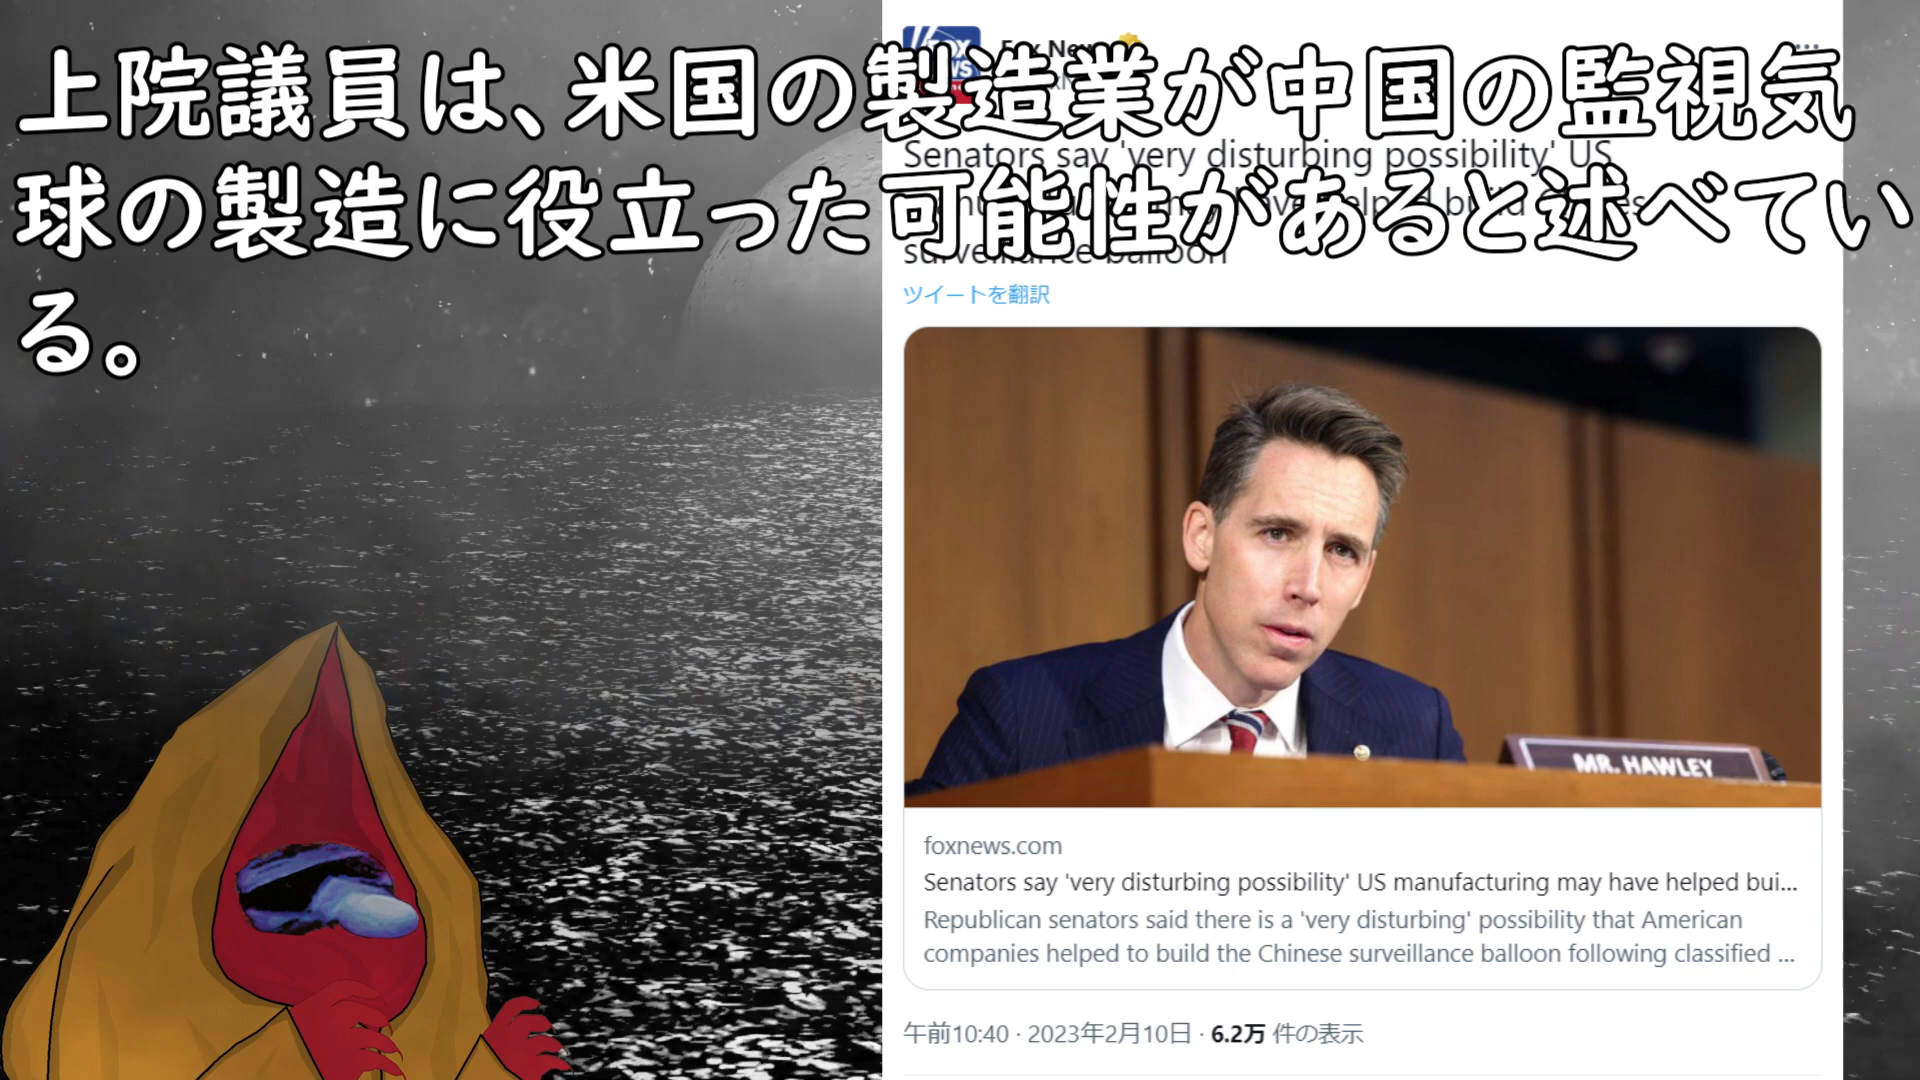 上院議員は、米国の製造業が中国の監視気
球の製造に役立った可能性があると述べてい
る。
Fox News
Senators say 'very disturbing possibility' US
surveillance balloon
ツイートを翻訳
MR. HAWLEY
foxnews.com
Senators say 'very disturbing possibility' US manufacturing may have helped bui...
Republican senators said there is a 'very disturbing' possibility that American
companies helped to build the Chinese surveillance balloon following classified ...
午前10:40 · 2023年2月10日 · 6.2万 件の表示